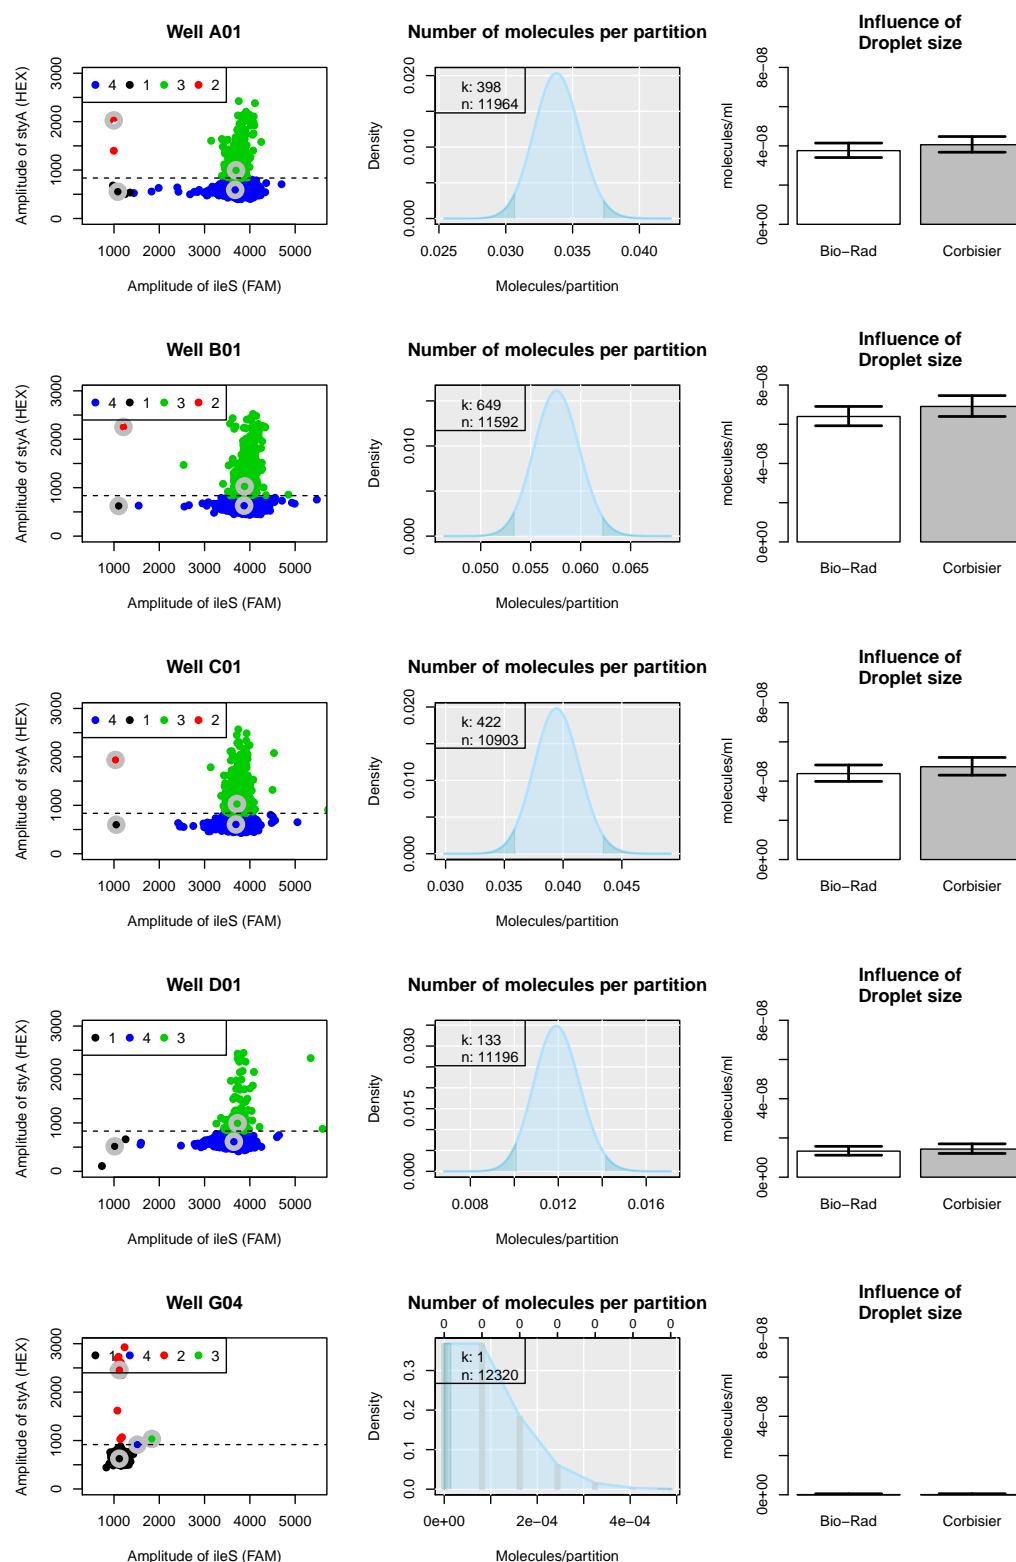 Well A01
Amplitude of styA (HEX)
0 1000 2000 3000
4 1 3 2
1000 2000 3000 4000 5000
Amplitude of ileS (FAM)
Number of molecules per partition
Density
0.000 0.010 0.020
k: 398
n: 11964
0.025 0.030 0.035 0.040
Molecules/partition
Influence of
Droplet size
molecules/ml
0e+00 4e−08 8e−08
Bio−Rad Corbisier
Well B01
Amplitude of styA (HEX)
0 1000 2000 3000
4 1 3 2
1000 2000 3000 4000 5000
Amplitude of ileS (FAM)
Number of molecules per partition
Density
0.000 0.010
k: 649
n: 11592
0.050 0.055 0.060 0.065
Molecules/partition
Influence of
Droplet size
molecules/ml
0e+00 4e−08 8e−08
Bio−Rad Corbisier
Well C01
Amplitude of styA (HEX)
0 1000 2000 3000
4 1 3 2
1000 2000 3000 4000 5000
Amplitude of ileS (FAM)
Number of molecules per partition
Density
0.000 0.010 0.020
k: 422
n: 10903
0.030 0.035 0.040 0.045
Molecules/partition
Influence of
Droplet size
molecules/ml
0e+00 4e−08 8e−08
Bio−Rad Corbisier
Well D01
Amplitude of styA (HEX)
0 1000 2000 3000
1 4 3
1000 2000 3000 4000 5000
Amplitude of ileS (FAM)
Number of molecules per partition
Density
0.000 0.015 0.030
k: 133
n: 11196
0.008 0.012 0.016
Molecules/partition
Influence of
Droplet size
molecules/ml
0e+00 4e−08 8e−08
Bio−Rad Corbisier
Well G04
Amplitude of styA (HEX)
0 1000 2000 3000
1 4 2 3
1000 2000 3000 4000 5000
Amplitude of ileS (FAM)
Number of molecules per partition
0 0 0 0 0 0 0
Density
0.0 0.1 0.2 0.3
k: 1
n: 12320
0e+00 2e−04 4e−04
Molecules/partition
Influence of
Droplet size
molecules/ml
0e+00 4e−08 8e−08
Bio−Rad Corbisier